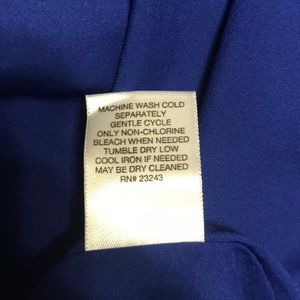 MACHINE WASH COLD
SEPARATELY
GENTLE CYCLE
ONLY NON-CHLORINE
BLEACH WHEN NEEDED
TUMBLE DRY LOW
COOL IRON IF NEEDED
MAY BE DRY CLEANED
RN# 23243